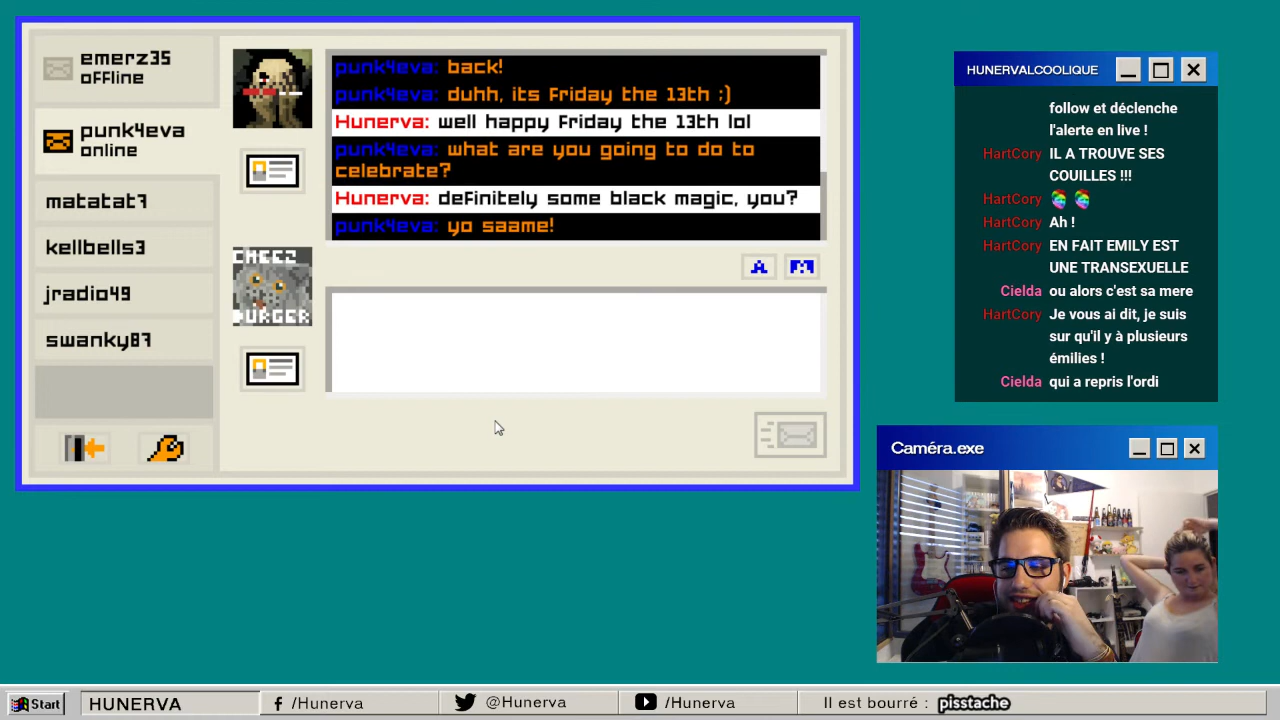 emerz35
offline
punk4eva
online
matatat7
kellbells3
jradio49
swanky87
CHEEZ
BURGER
punk4eva: back!
punk4eva: duhh, its Friday the 13th ;)
Hunerva: well happy Friday the 13th lol
punk4eva: what are you going to do to
celebrate?
Hunerva: definitely some black magic, you?
punk4eva: yo saame!
A
HUNERVALCOOLIQUE
follow et déclenche
l'alerte en live !
HartCory IL A TROUVE SES
COUILLES !!!
HartCory
HartCory Ah !
HartCory EN FAIT EMILY EST
UNE TRANSEXUELLE
Cielda ou alors c'est sa mere
HartCory Je vous ai dit, je suis
sur qu'il y à plusieurs
émilies !
Cielda qui a repris l'ordi
Caméra.exe
Start
HUNERVA
/Hunerva
@Hunerva
/Hunerva
Il est bourré : pisstache